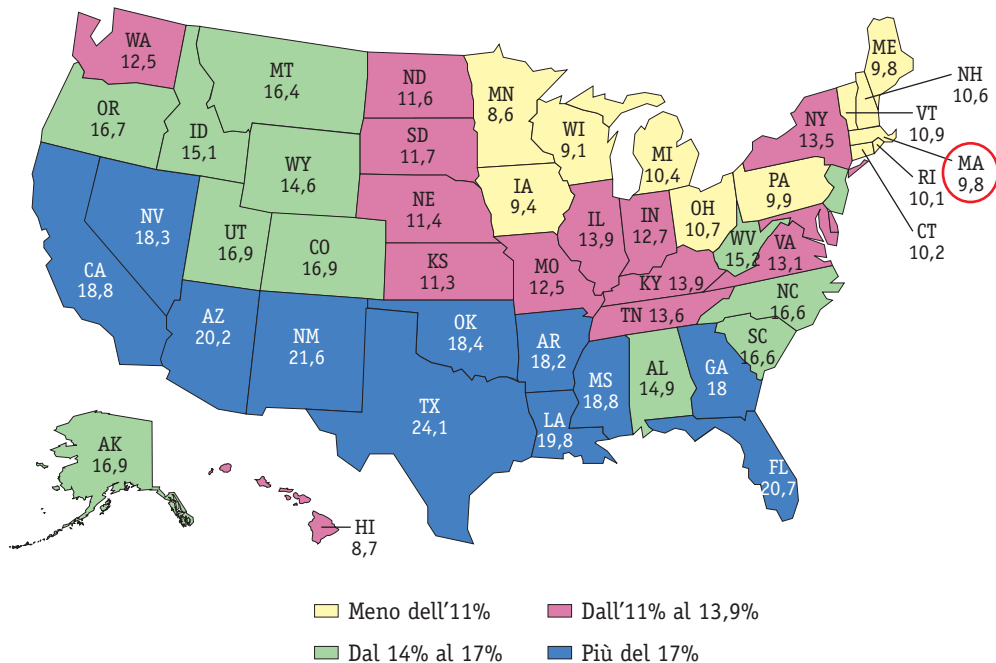 WA
12,5
OR
16,7
MT
16,4
ID
15,1
WY
14,6
ND
11,6
SD
11,7
NE
11,4
KS
11,3
MN
8,6
WI
9,1
IA
9,4
MI
10,4
IL
13,9
IN
12,7
OH
10,7
MO
12,5
PA
9,9
NY
13,5
ME
9,8
NH
10,6
VT
10,9
MA
9,8
RI
10,1
CT
10,2
WV
15,2
VA
13,1
KY 13,9
TN 13,6
NC
16,6
SC
16,6
NV
18,3
CA
18,8
UT
16,9
CO
16,9
AZ
20,2
NM
21,6
OK
18,4
TX
24,1
AR
18,2
LA
19,8
MS
18,8
AL
14,9
GA
18
FL
20,7
AK
16,9
HI
8,7
Meno dell'11%
Dall'11% al 13,9%
Dal 14% al 17%
Più del 17%